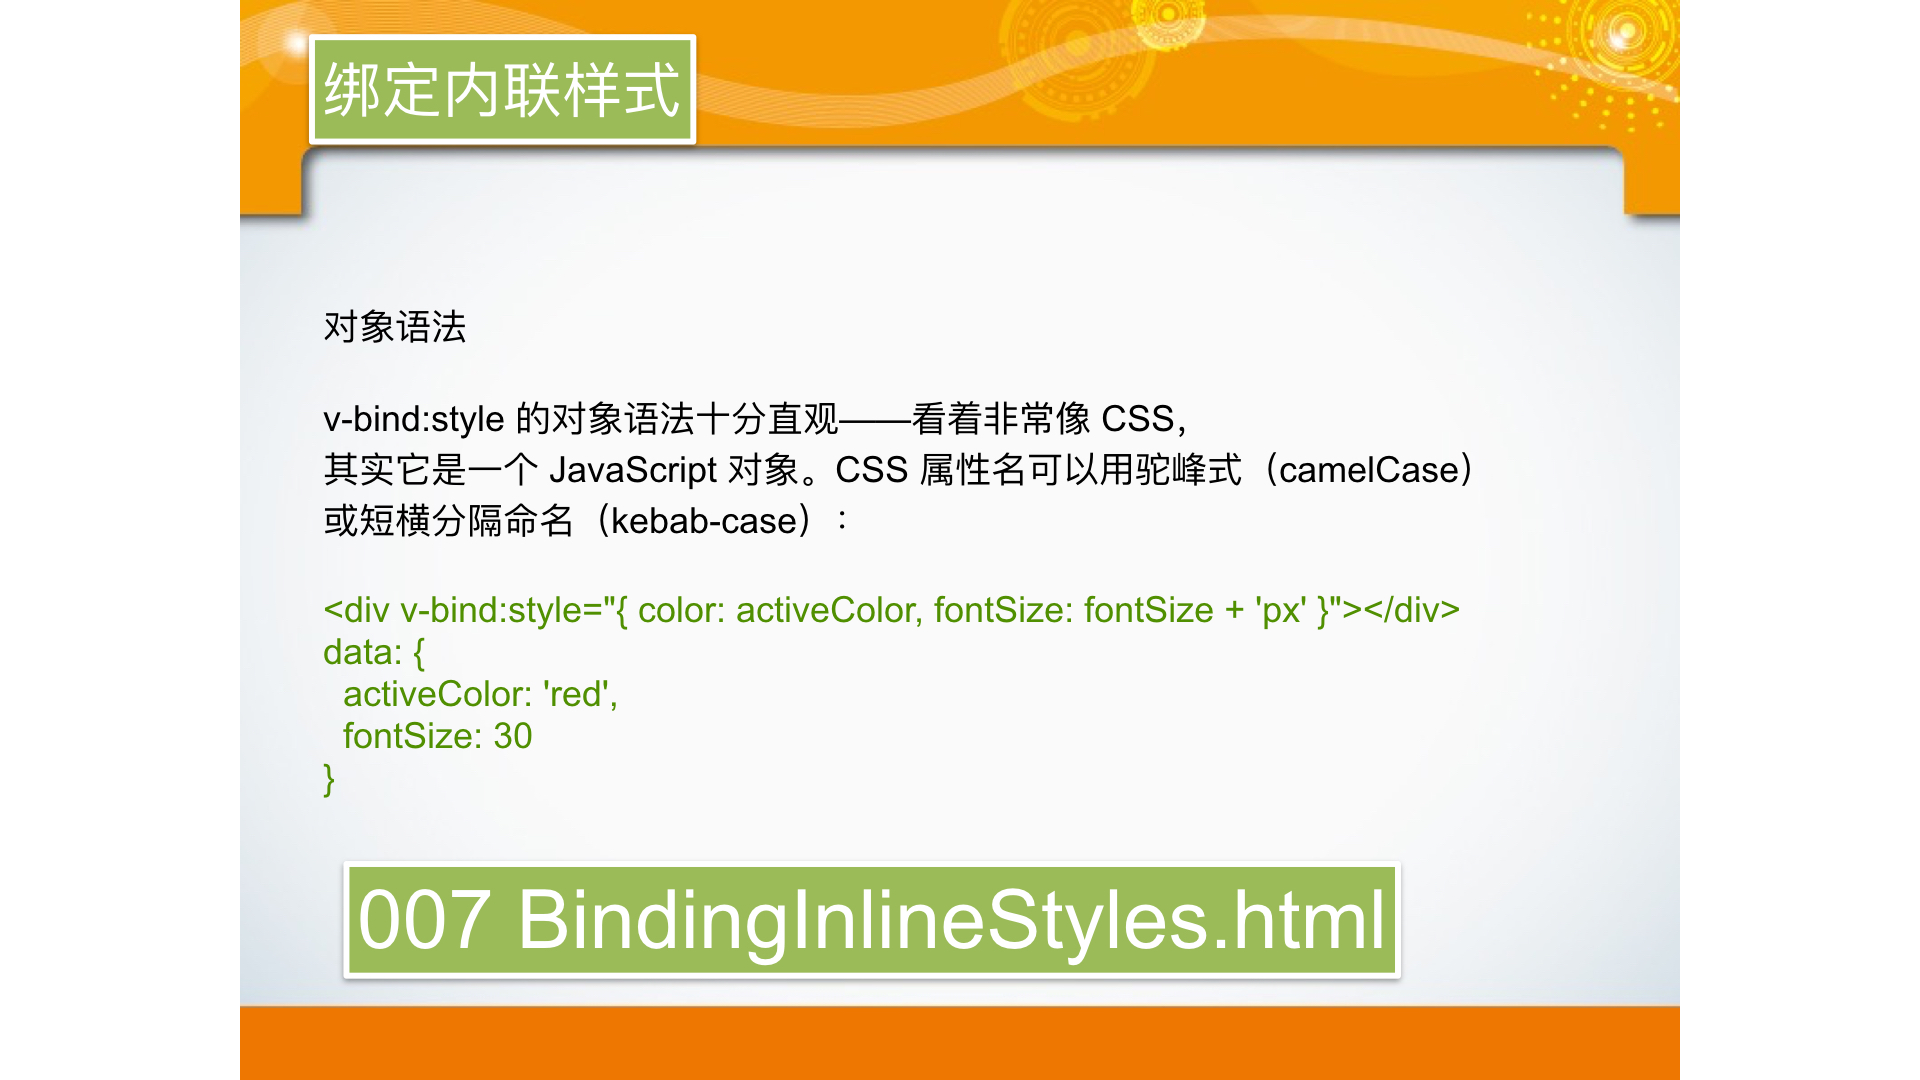 绑定内联样式
对象语法
v-bind:style 的对象语法十分直观——看着非常像 CSS，
其实它是一个 JavaScript 对象。CSS 属性名可以用驼峰式（camelCase）
或短横分隔命名（kebab-case）：
<div v-bind:style="{ color: activeColor, fontSize: fontSize + 'px' }"></div>
data: {
  activeColor: 'red',
  fontSize: 30
}
007 BindingInlineStyles.html